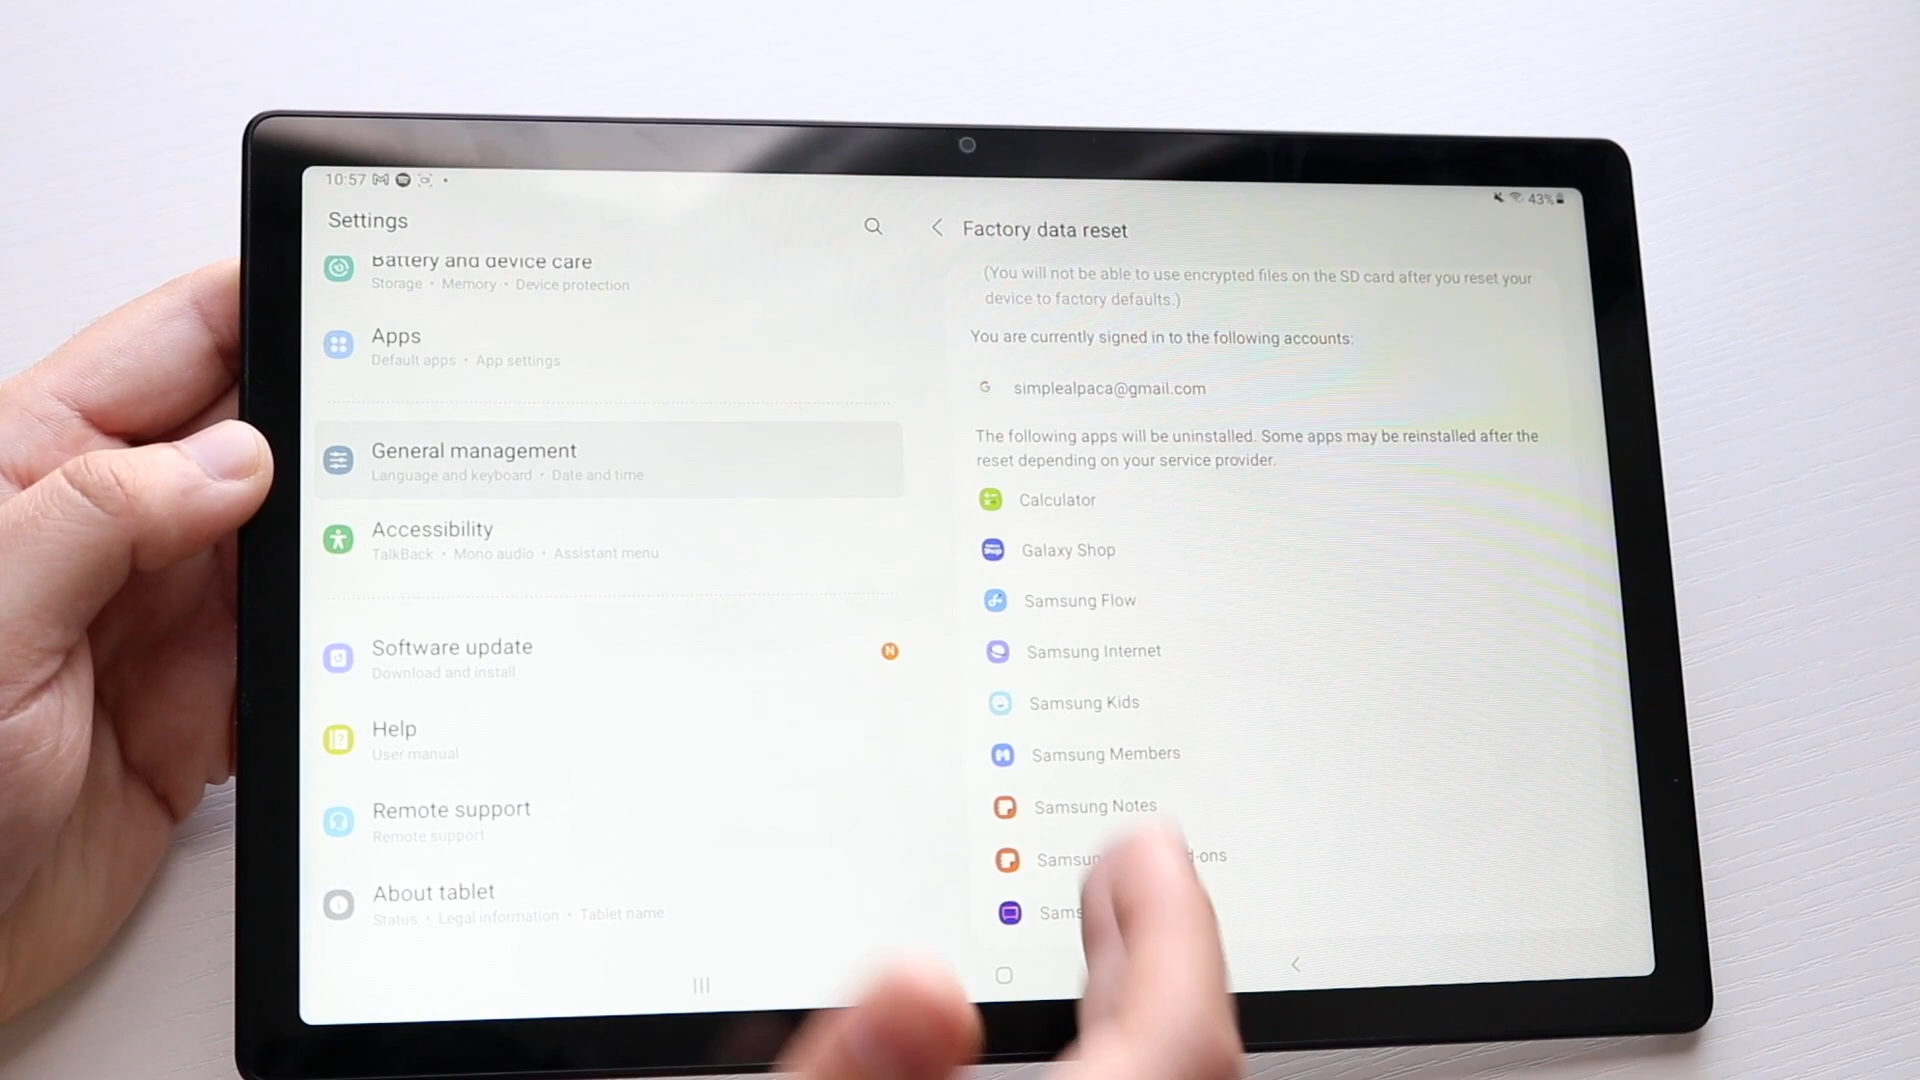 10:57
43%
Settings
Battery and device care
Storage • Memory • Device protection
Apps
Default apps • App settings
General management
Language and keyboard • Date and time
Accessibility
TalkBack • Mono audio • Assistant menu
Software update
N
Download and install
Help
User manual
Remote support
Remote support
About tablet
Status • Legal information • Tablet name
Factory data reset
(You will not be able to use encrypted files on the SD card after you reset your
device to factory defaults.)
You are currently signed in to the following accounts:
G simplealpaca@gmail.com
The following apps will be uninstalled. Some apps may be reinstalled after the
reset depending on your service provider.
Calculator
Shop
Galaxy Shop
Samsung Flow
Samsung Internet
Samsung Kids
Samsung Members
Samsung Notes